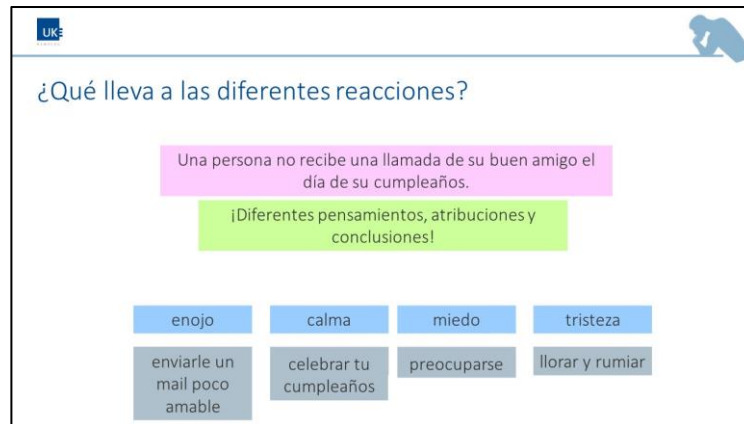 UKE
HAMBURG
¿Qué lleva a las diferentes reacciones?
Una persona no recibe una llamada de su buen amigo el
día de su cumpleaños.
¡Diferentes pensamientos, atribuciones y
conclusiones!
enojo
calma
miedo
tristeza
enviarle un
mail poco
amable
celebrar tu
cumpleaños
preocuparse
llorar y rumiar